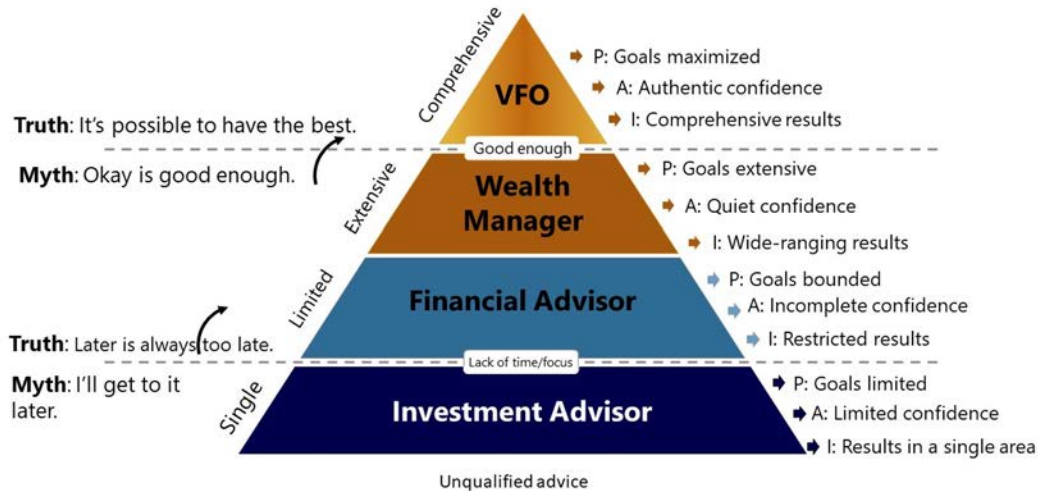 Comprehensive
VFO
P: Goals maximized
A: Authentic confidence
I: Comprehensive results
Truth: It's possible to have the best.
Good enough
Myth: Okay is good enough.
Extensive
Wealth
Manager
P: Goals extensive
A: Quiet confidence
I: Wide-ranging results
Limited
Financial Advisor
P: Goals bounded
A: Incomplete confidence
I: Restricted results
Truth: Later is always too late.
Lack of time/focus
Myth: I'll get to it
later.
Single
Investment Advisor
P: Goals limited
A: Limited confidence
I: Results in a single area
Unqualified advice